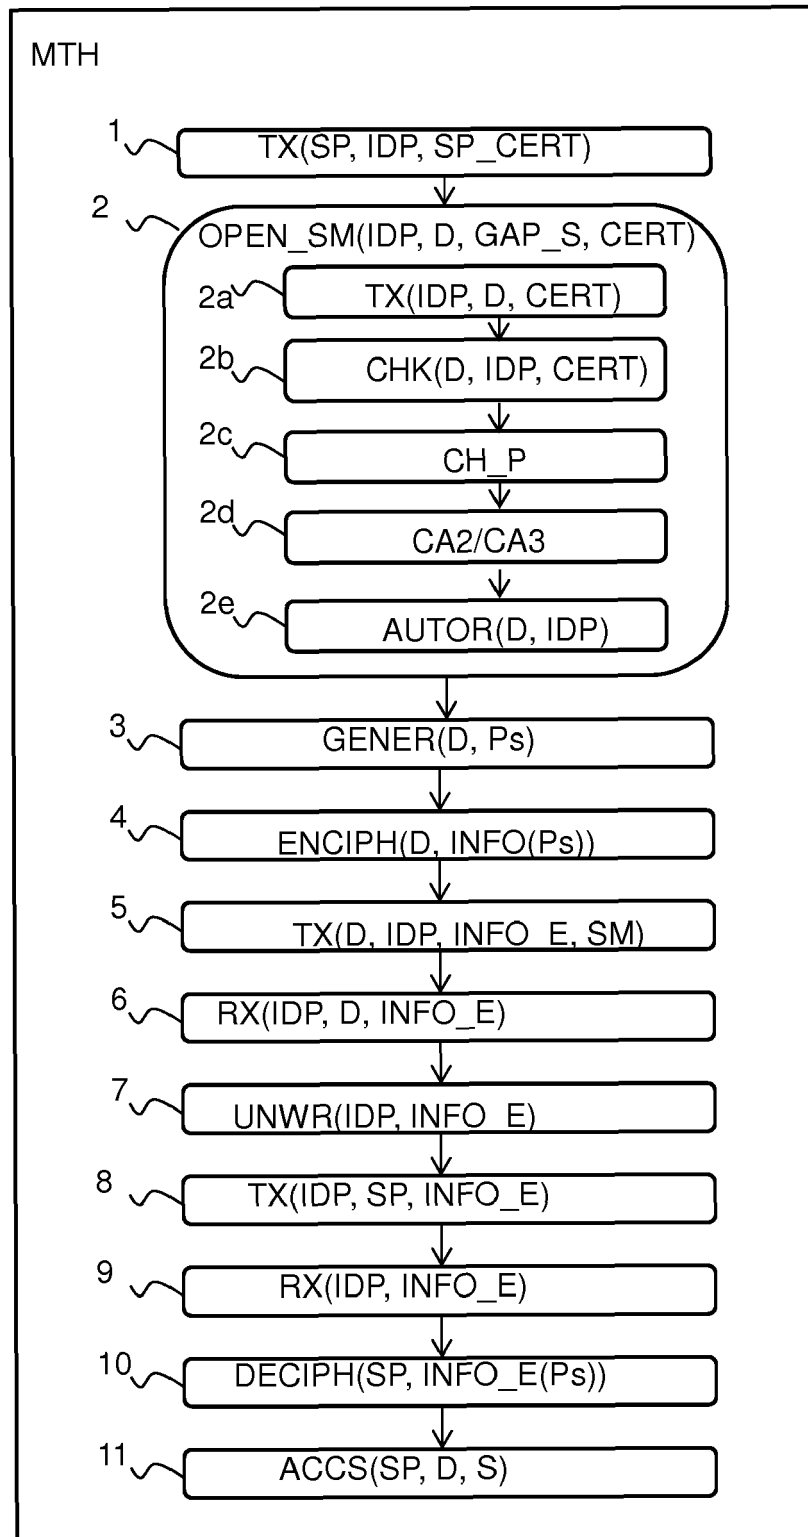 MTH
1
TX(SP, IDP, SP_CERT)
2
OPEN_SM(IDP, D, GAP_S, CERT)
2a
TX(IDP, D, CERT)
2b
CHK(D, IDP, CERT)
2c
CH_P
2d
CA2/CA3
2e
AUTOR(D, IDP)
3
GENER(D, Ps)
4
ENCIPH(D, INFO(Ps))
5
TX(D, IDP, INFO_E, SM)
6
RX(IDP, D, INFO_E)
7
UNWR(IDP, INFO_E)
8
TX(IDP, SP, INFO_E)
9
RX(IDP, INFO_E)
10
DECIPH(SP, INFO_E(Ps))
11
ACCS(SP, D, S)